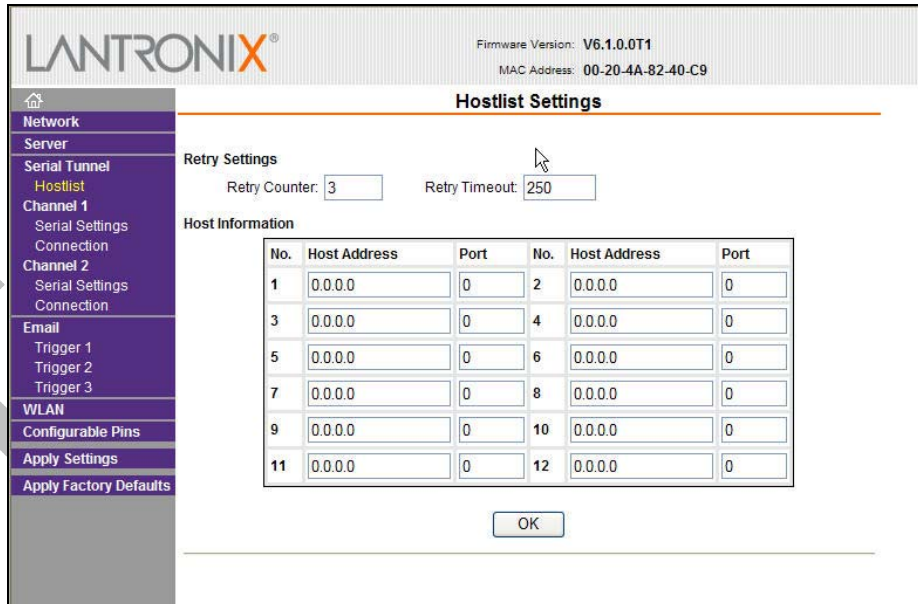 LANTRONIX®
Firmware Version: V6.1.0.0T1
MAC Address: 00-20-4A-82-40-C9
Network
Server
Serial Tunnel
Hostlist
Channel 1
Serial Settings
Connection
Channel 2
Serial Settings
Connection
Email
Trigger 1
Trigger 2
Trigger 3
WLAN
Configurable Pins
Apply Settings
Apply Factory Defaults
Hostlist Settings
Retry Settings
Retry Counter: 3 Retry Timeout: 250
Host Information
No. Host Address Port No. Host Address Port
1 0.0.0.0 0 2 0.0.0.0 0
3 0.0.0.0 0 4 0.0.0.0 0
5 0.0.0.0 0 6 0.0.0.0 0
7 0.0.0.0 0 8 0.0.0.0 0
9 0.0.0.0 0 10 0.0.0.0 0
11 0.0.0.0 0 12 0.0.0.0 0
OK